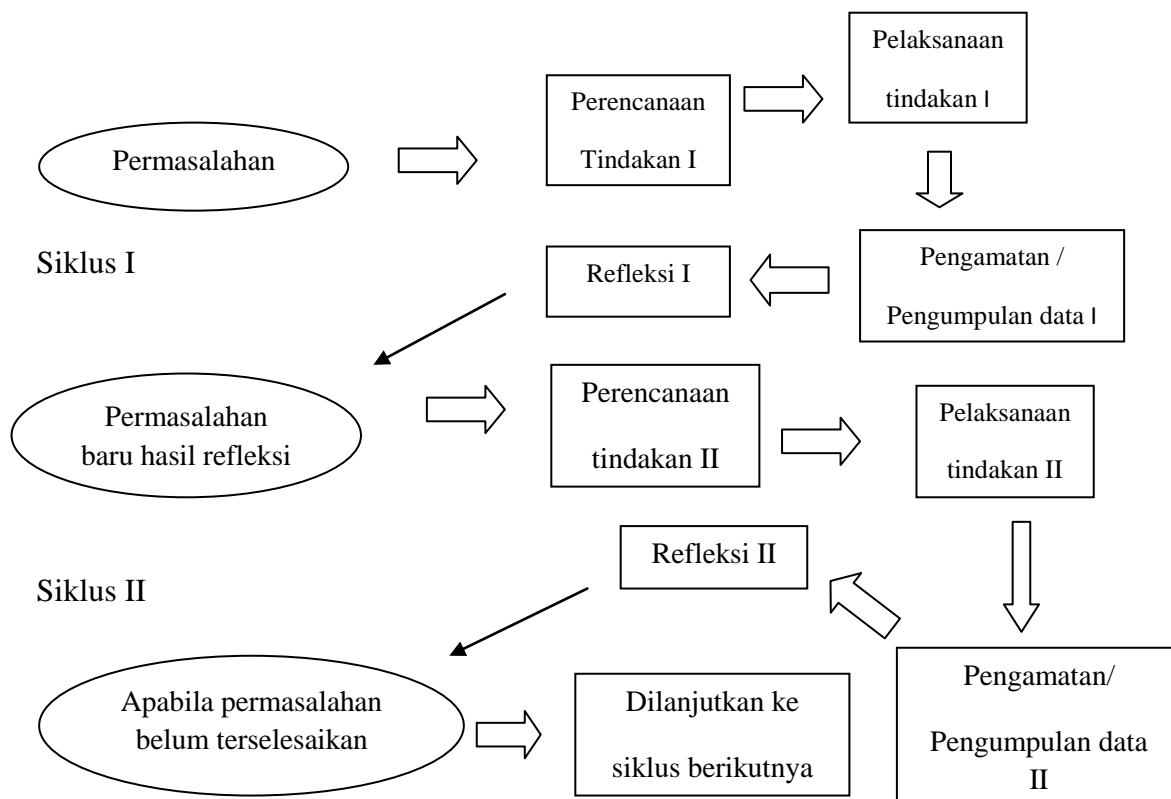 Permasalahan
Perencanaan
Tindakan I
Pelaksanaan
tindakan I
Siklus I
Refleksi I
Pengamatan /
Pengumpulan data I
Permasalahan
baru hasil refleksi
Perencanaan
tindakan II
Pelaksanaan
tindakan II
Siklus II
Refleksi II
Pengamatan/
Pengumpulan data
II
Apabila permasalahan
belum terselesaikan
Dilanjutkan ke
siklus berikutnya